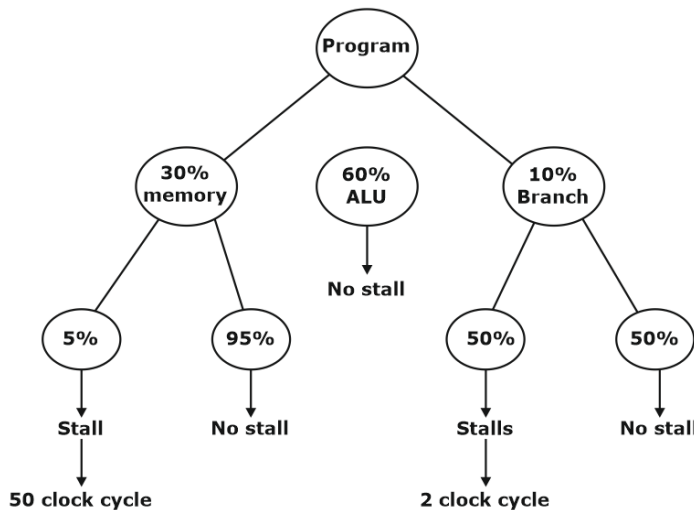 Program
30%
memory
60%
ALU
10%
Branch
No stall
5%
95%
50%
50%
Stall
No stall
Stalls
No stall
50 clock cycle
2 clock cycle